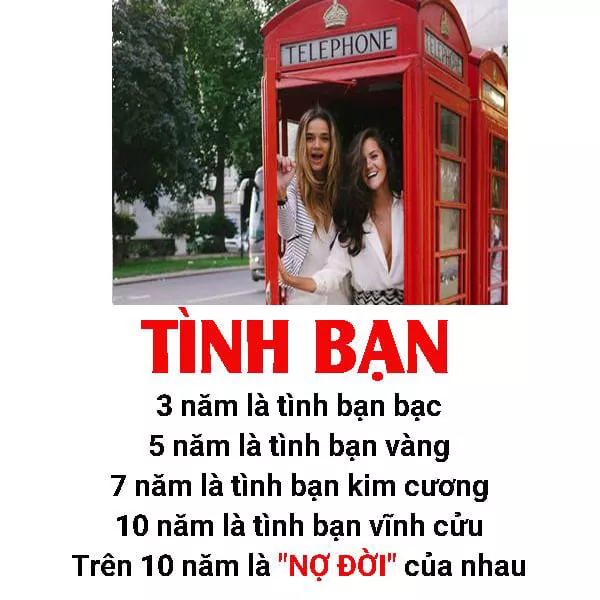 TELEPHONE
TÌNH BẠN
3 năm là tình bạn bạc
5 năm là tình bạn vàng
7 năm là tình bạn kim cương
10 năm là tình bạn vĩnh cửu
Trên 10 năm là "NỢ ĐỜI" của nhau